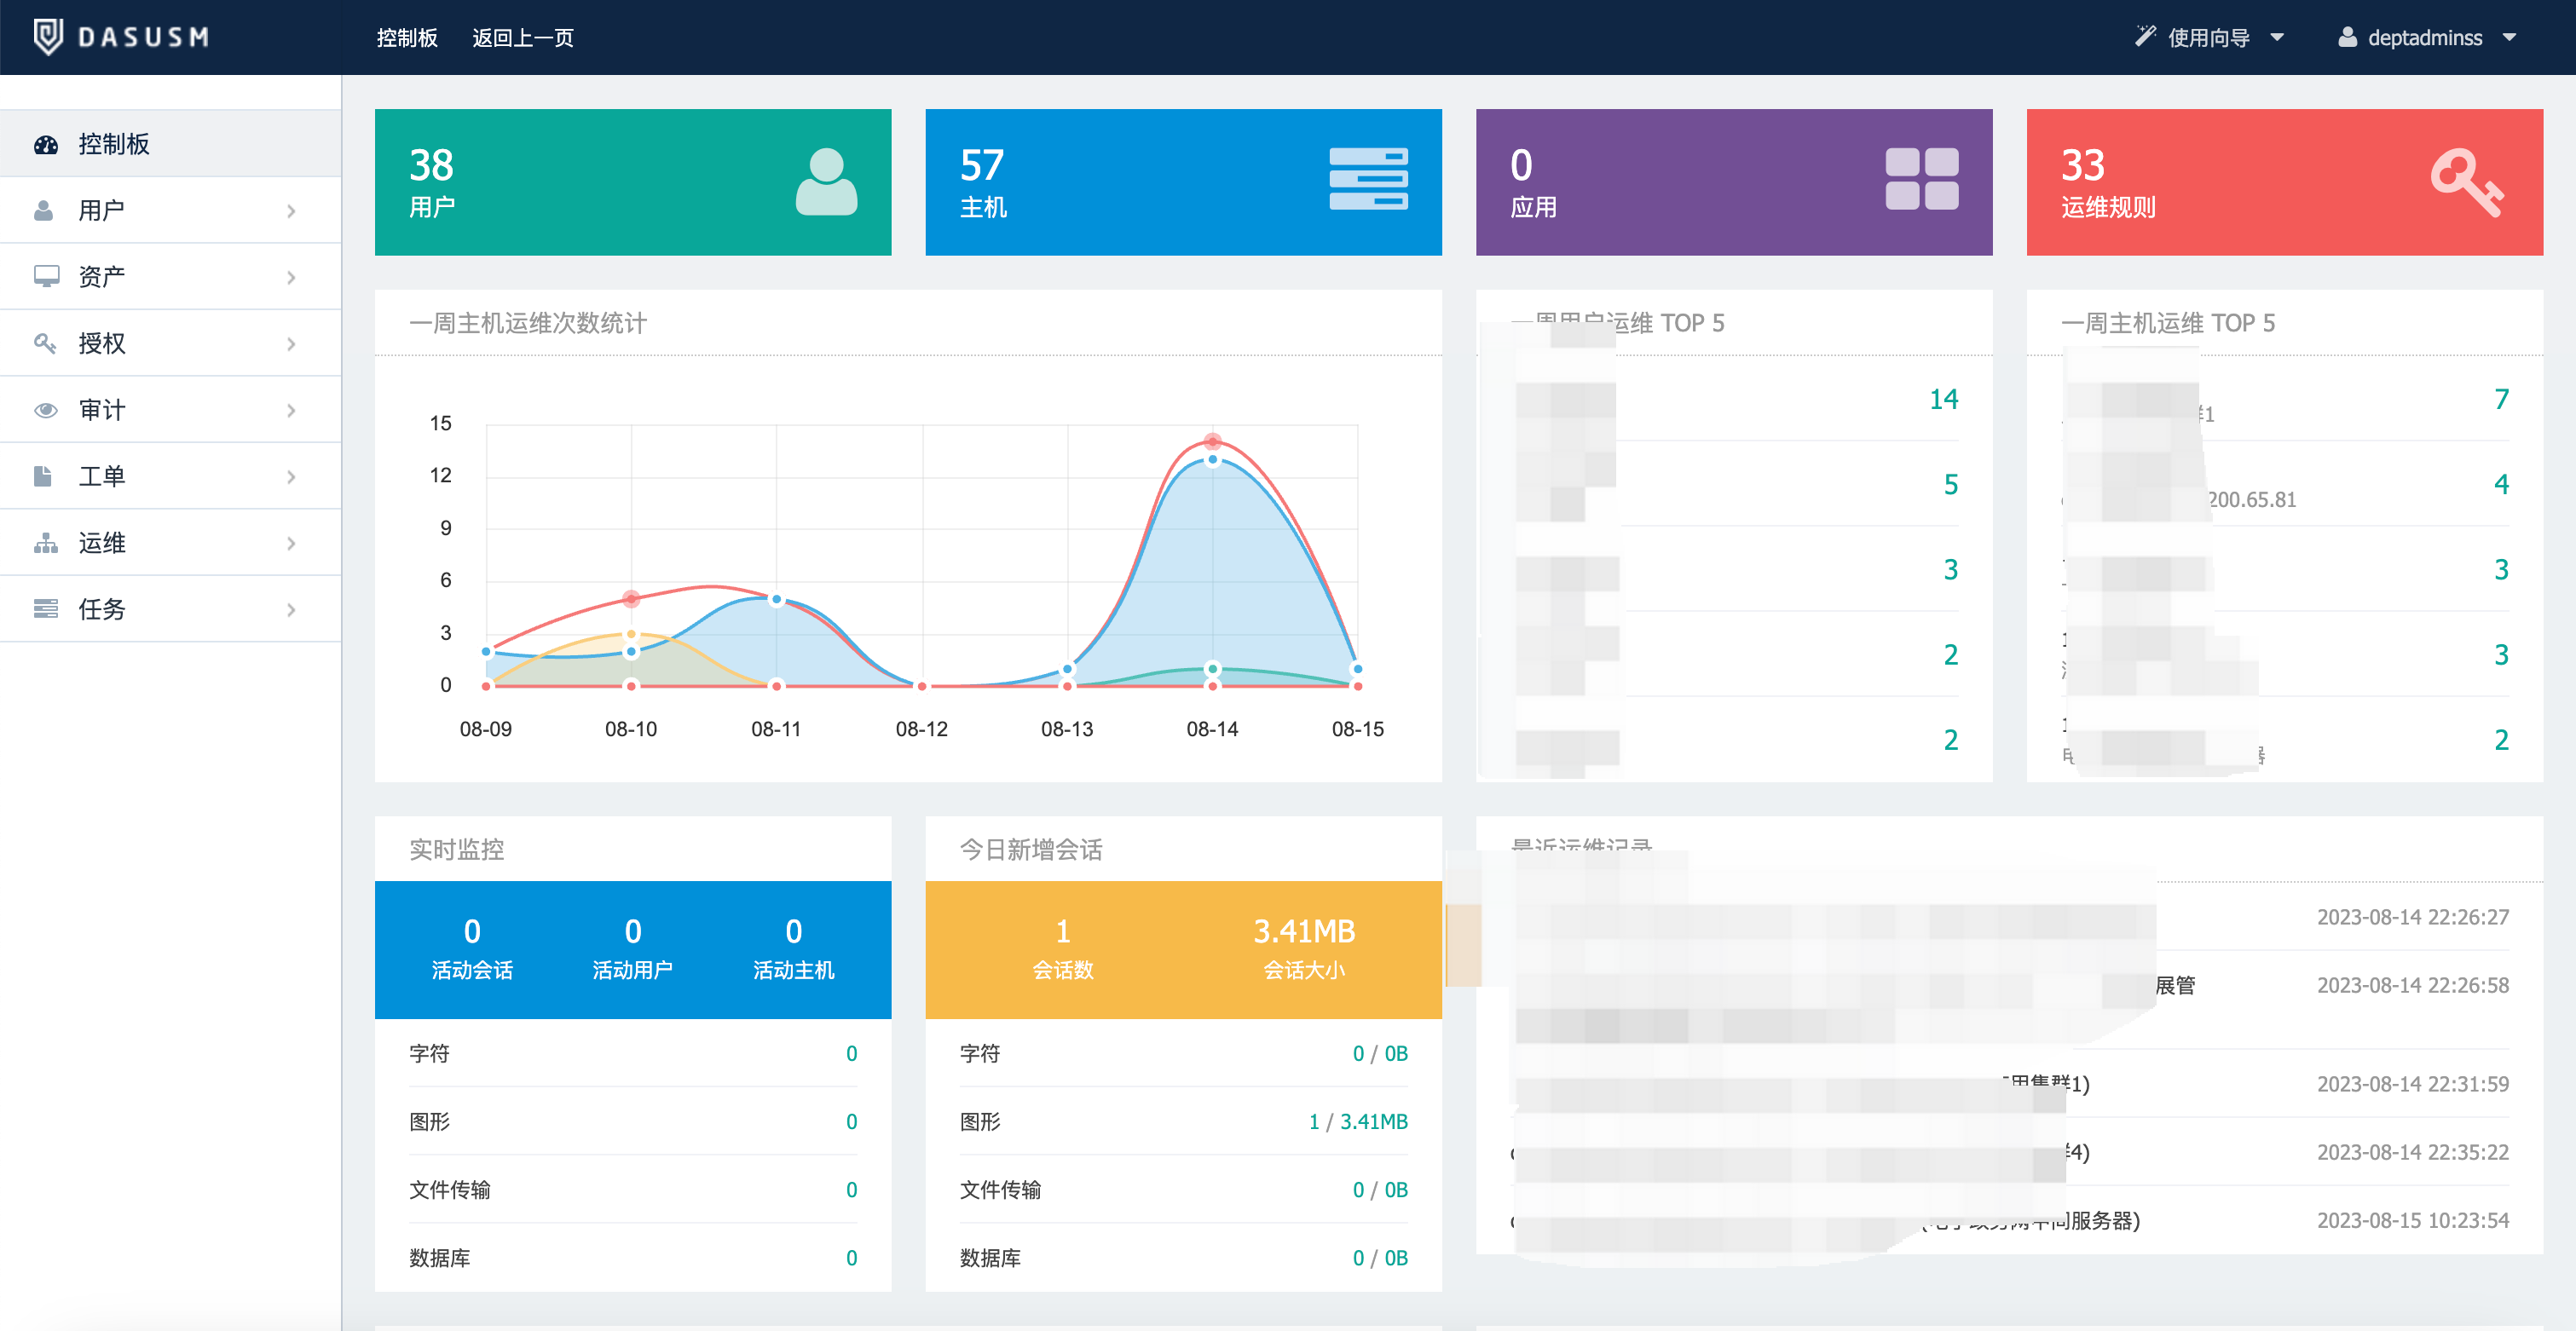 DASUSM
控制板 返回上一页
使用向导
deptadminss
控制板
用户
资产
授权
审计
工单
运维
任务
38
用户
57
主机
0
应用
33
运维规则
一周主机运维次数统计
15
12
9
6
3
0
08-09 08-10 08-11 08-12 08-13 08-14 08-15
一周用户运维 TOP 5
14
5
3
2
2
一周主机运维 TOP 5
1
7
200.65.81
4
3
3
2
实时监控
0 0 0
活动会话 活动用户 活动主机
字符 0
图形 0
文件传输 0
数据库 0
今日新增会话
1 3.41MB
会话数 会话大小
字符 0 / 0B
图形 1 / 3.41MB
文件传输 0 / 0B
数据库 0 / 0B
最近运维记录
2023-08-14 22:26:27
展管 2023-08-14 22:26:58
集群1) 2023-08-14 22:31:59
4) 2023-08-14 22:35:22
服务器) 2023-08-15 10:23:54